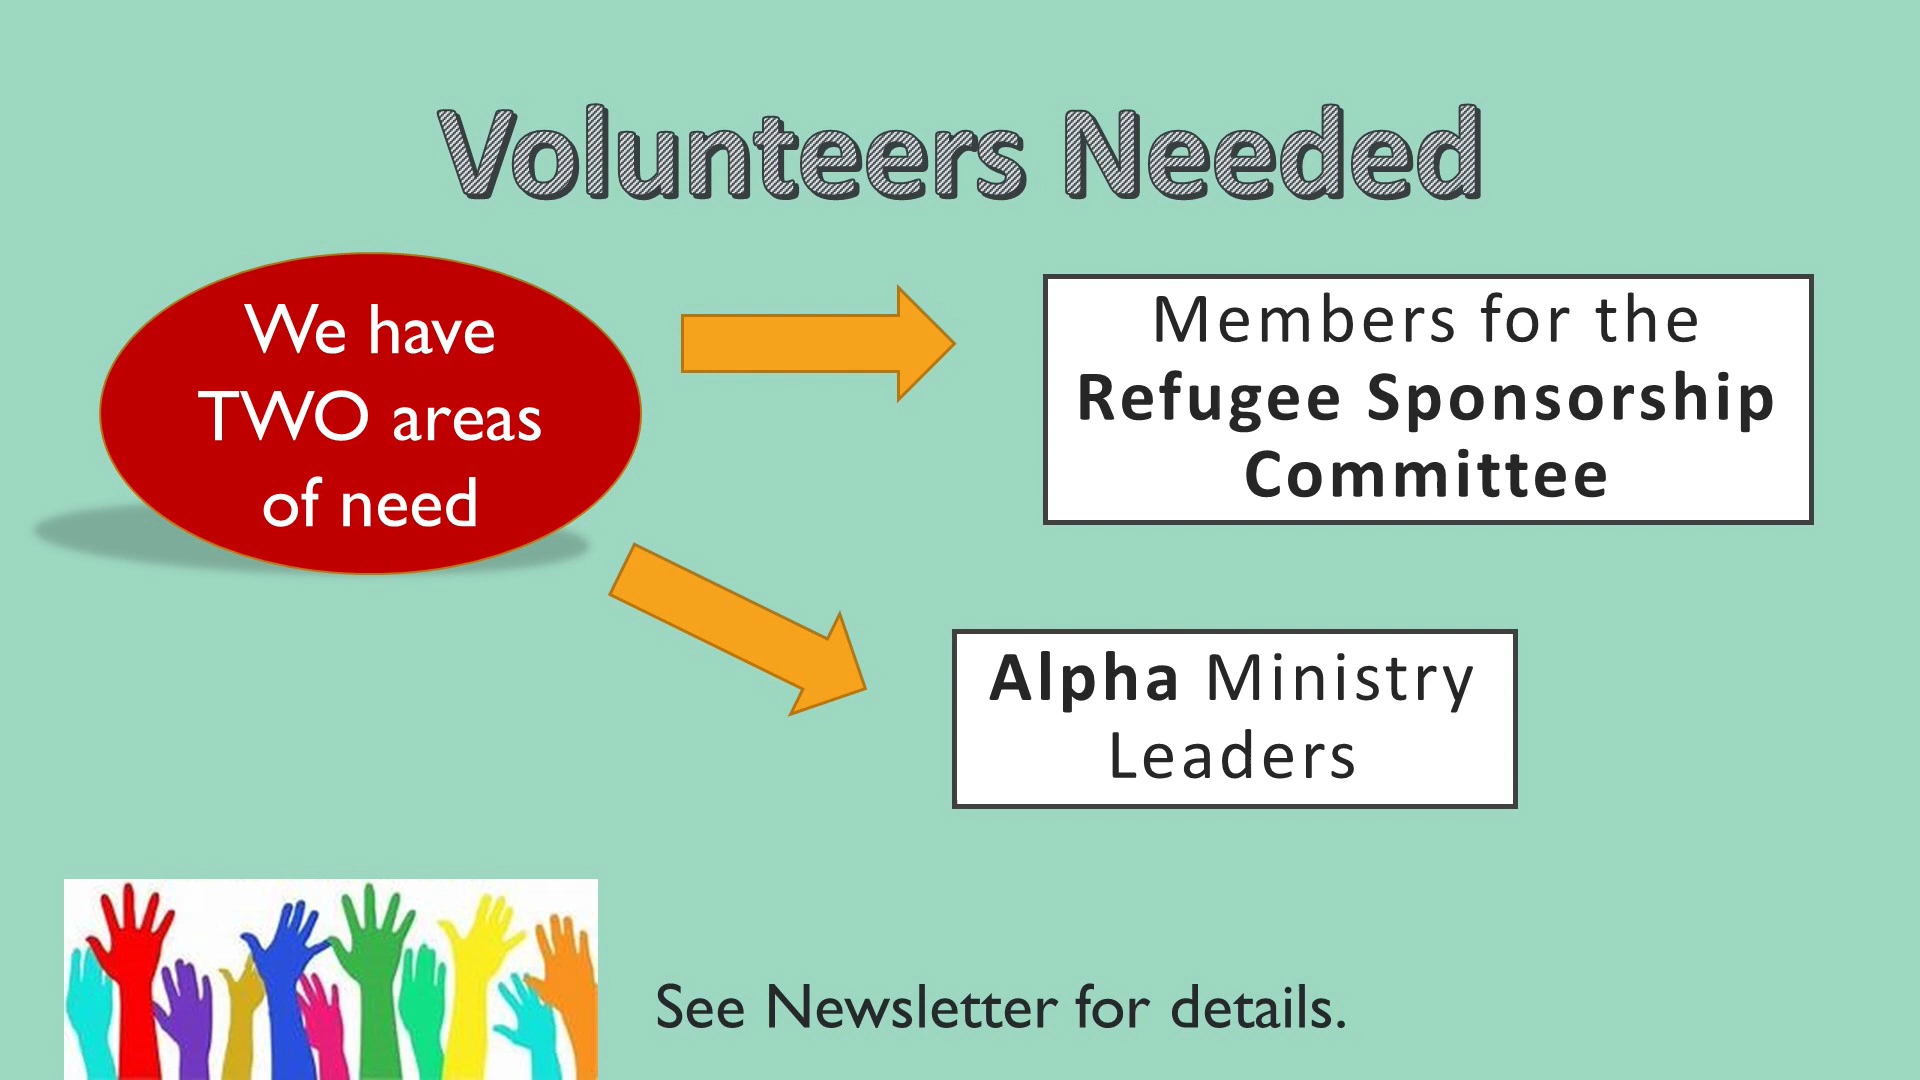 Volunteers Needed
We have
TWO areas
of need
Members for the
Refugee Sponsorship
Committee
Alpha Ministry
Leaders
See Newsletter for details.